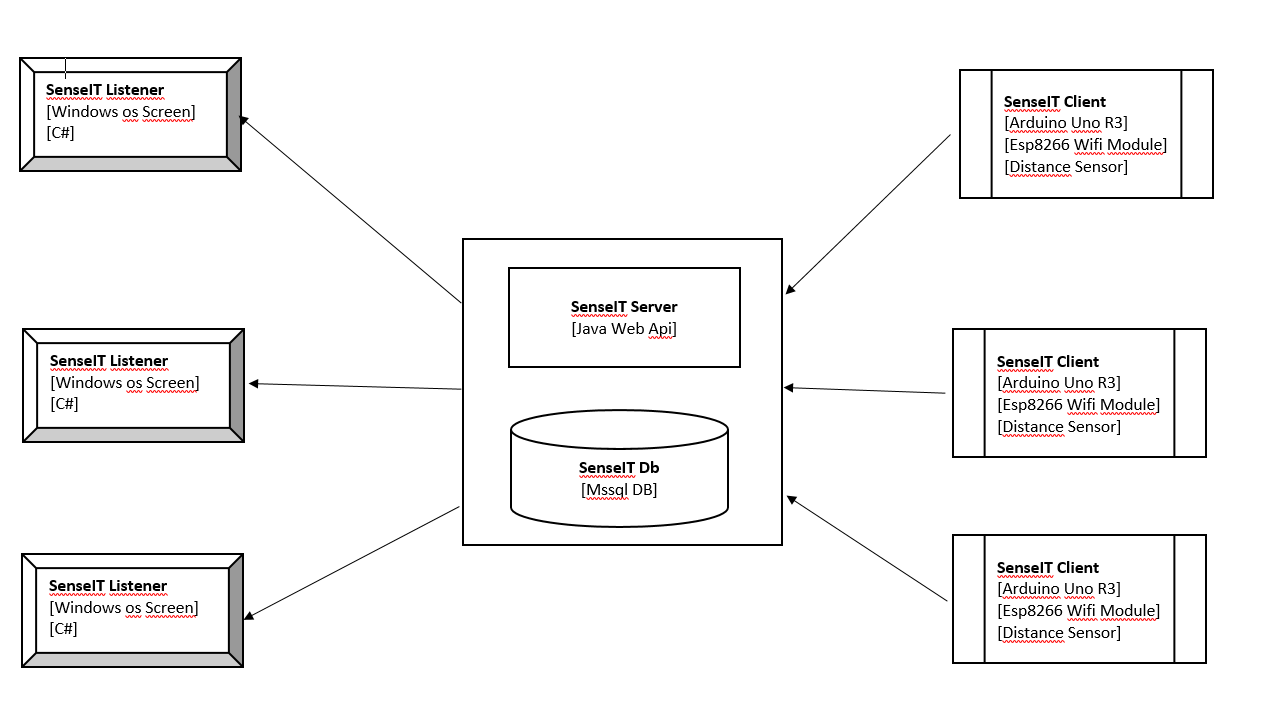 SenseIT Listener
[Windows os Screen]
[C#]
SenseIT Client
[Arduino Uno R3]
[Esp8266 Wifi Module]
[Distance Sensor]
SenseIT Server
[Java Web Api]
SenseIT Listener
[Windows os Screen]
[C#]
SenseIT Client
[Arduino Uno R3]
[Esp8266 Wifi Module]
[Distance Sensor]
SenseIT Db
[Mssql DB]
SenseIT Listener
[Windows os Screen]
[C#]
SenseIT Client
[Arduino Uno R3]
[Esp8266 Wifi Module]
[Distance Sensor]